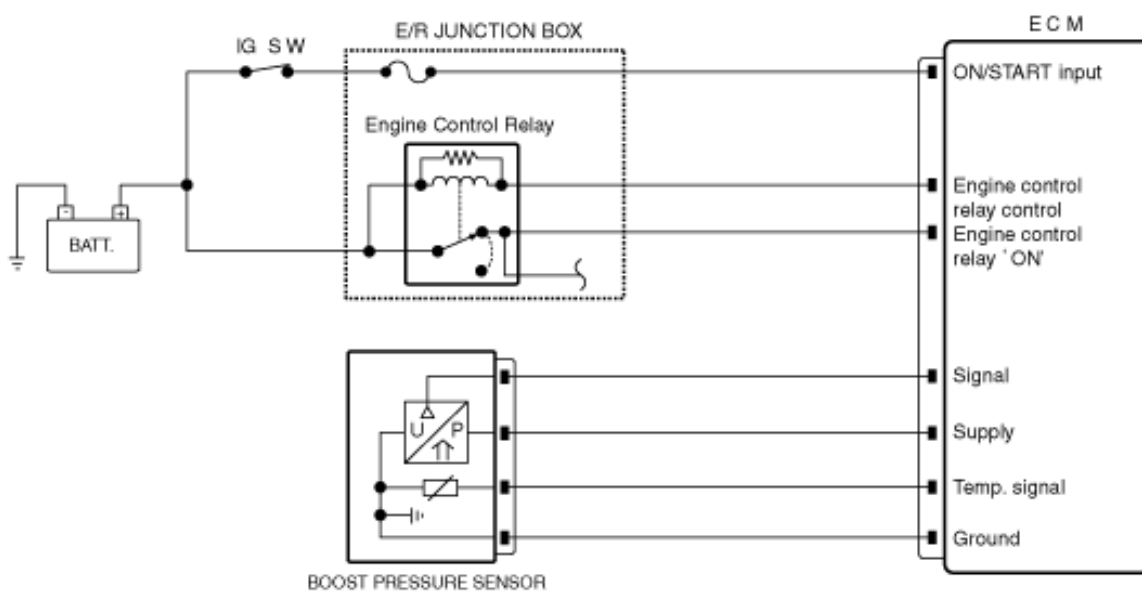 E C M
E/R JUNCTION BOX
IG S W
ON/START input
Engine Control Relay
Engine control
relay control
Engine control
relay `ON'
- +
BATT.
Signal
U P
Supply
Temp. signal
Ground
BOOST PRESSURE SENSOR